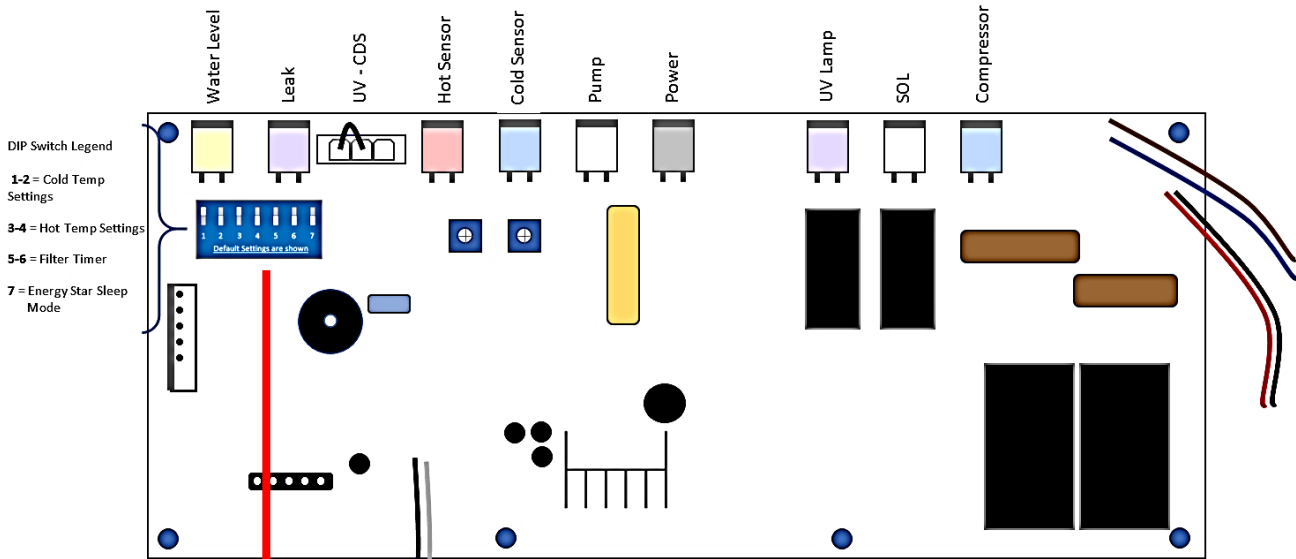 Water Level
Leak
UV - CDS
Hot Sensor
Cold Sensor
Pump
Power
UV Lamp
SOL
Compressor
DIP Switch Legend
1-2 = Cold Temp
Settings
3-4 = Hot Temp Settings
5-6 = Filter Timer
7 = Energy Star Sleep
Mode
1 2 3 4 5 6 7
Default Settings are shown